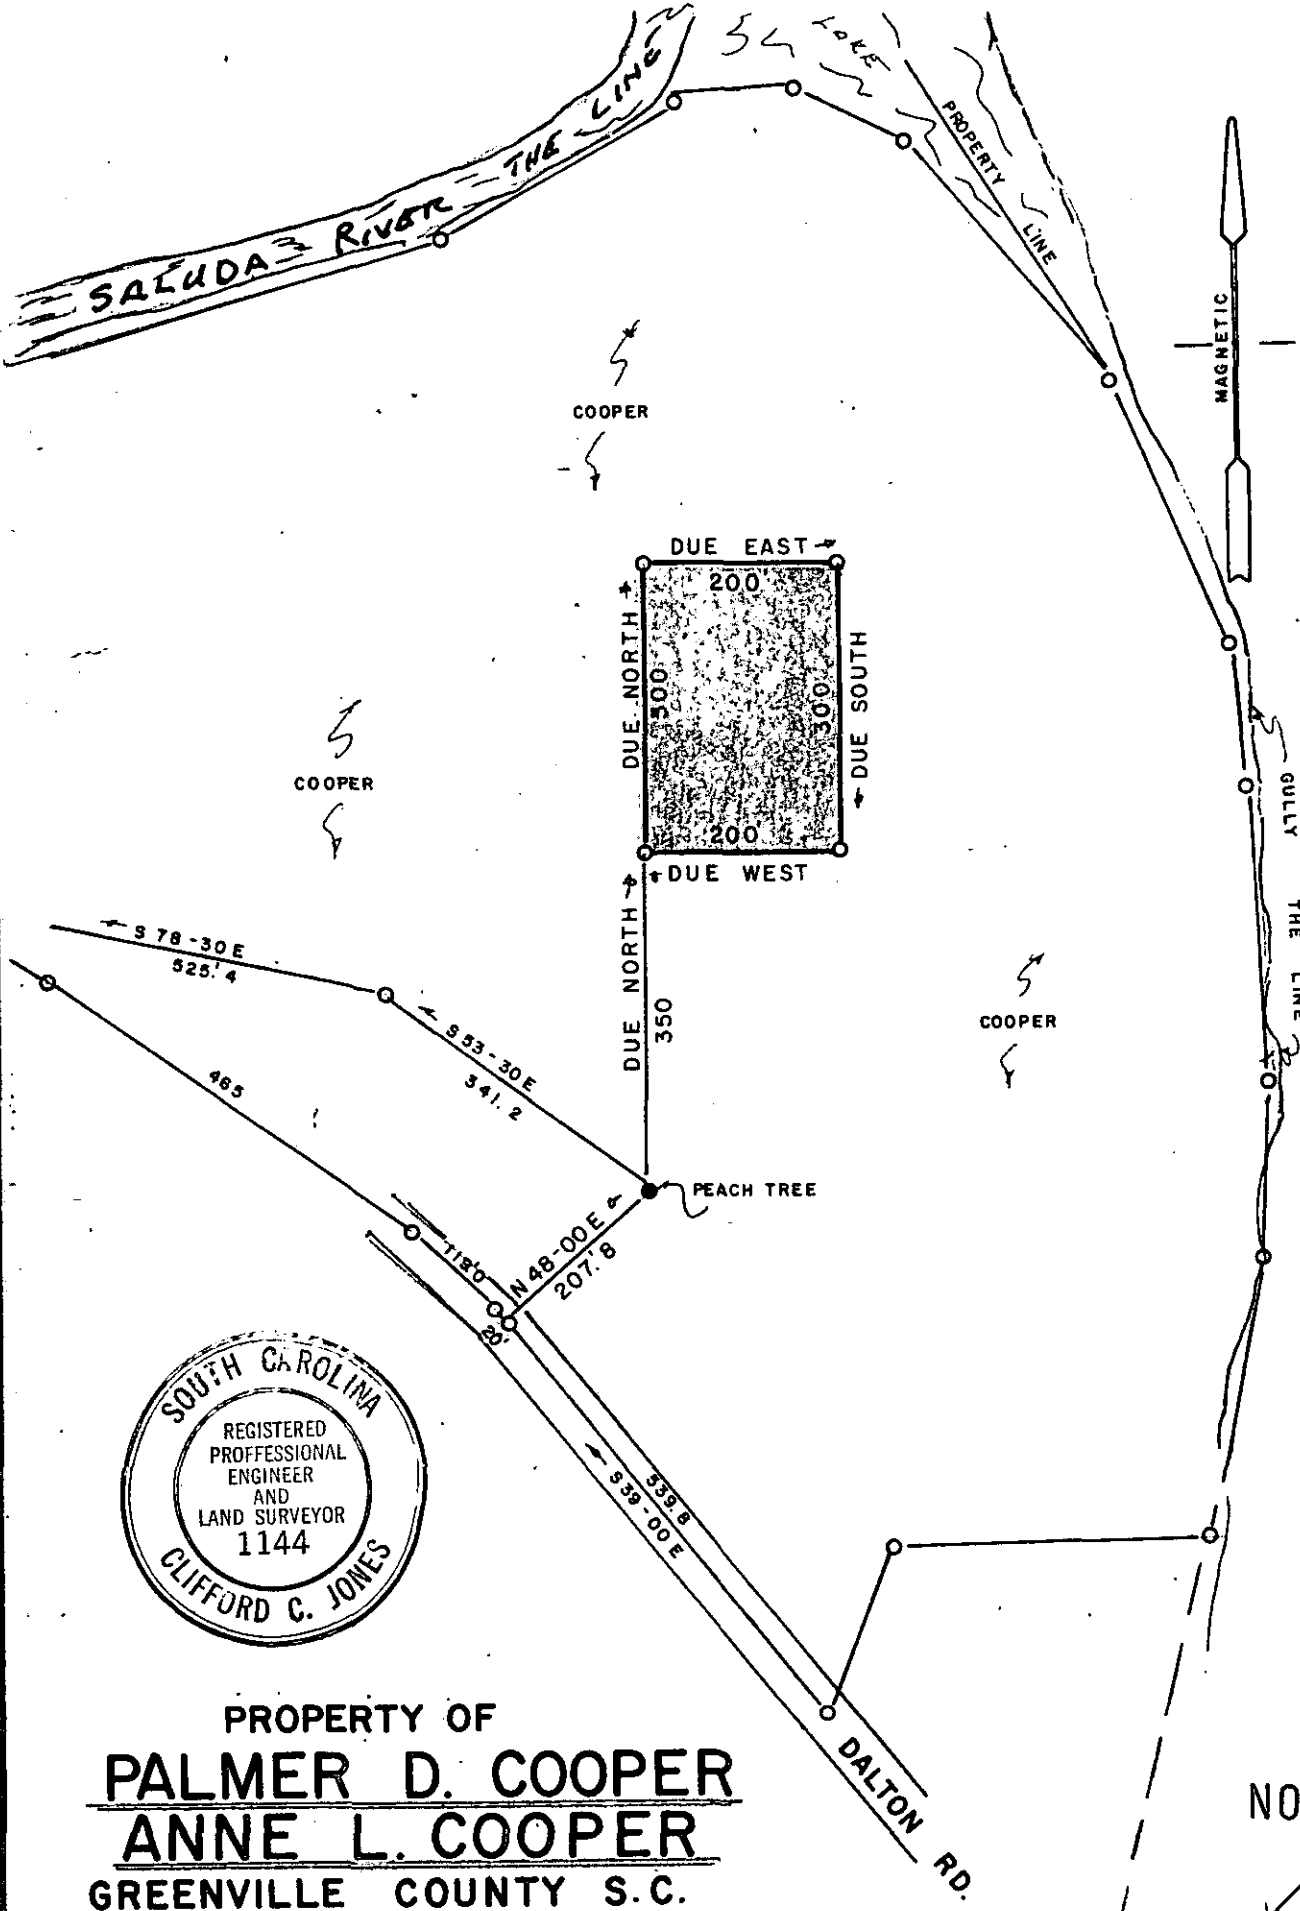 LAKE
PROPERTY
LINE
SALUDA RIVER THE LINE
MAGNETIC
COOPER
DUE EAST
200
DUE NORTH
300
300
DUE SOUTH
200
DUE WEST
COOPER
GULLY THE LINE
S 78-30 E
525.'4
DUE NORTH
350
S 53-30 E
341.2
COOPER
465
PEACH TREE
N 48-00 E
207.'8
20'
SOUTH CAROLINA
REGISTERED
PROFFESSIONAL
ENGINEER
AND
LAND SURVEYOR
1144
CLIFFORD C. JONES
539.8
S 39-00 E
DALTON RD.
PROPERTY OF
PALMER D. COOPER
ANNE L. COOPER
GREENVILLE COUNTY S.C.
NO